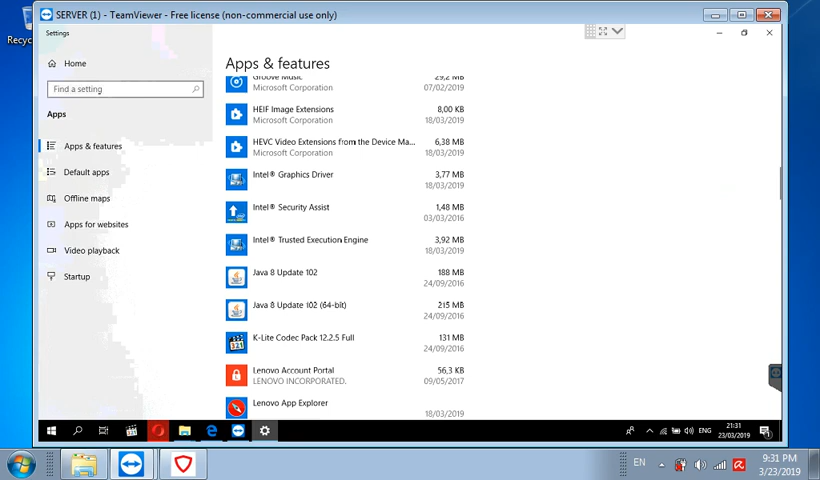 SERVER (1) - TeamViewer - Free license (non-commercial use only)
Recyc
Settings
Home
Find a setting
Apps
Apps & features
Default apps
Offline maps
Apps for websites
Video playback
Startup
Apps & features
Groove Music 29,2 MB
Microsoft Corporation 07/02/2019
HEIF Image Extensions 8,00 KB
Microsoft Corporation 18/03/2019
HEVC Video Extensions from the Device Ma... 6,38 MB
Microsoft Corporation 18/03/2019
Intel® Graphics Driver 3,77 MB
18/03/2019
Intel® Security Assist 1,48 MB
03/03/2016
Intel® Trusted Execution Engine 3,92 MB
18/03/2019
Java 8 Update 102 188 MB
24/09/2016
Java 8 Update 102 (64-bit) 215 MB
24/09/2016
K-Lite Codec Pack 12.2.5 Full 131 MB
24/09/2016
Lenovo Account Portal 56,3 KB
LENOVO INCORPORATED. 09/05/2017
Lenovo App Explorer
18/03/2019
ENG
21:31
23/03/2019
EN
9:31 PM
3/23/2019